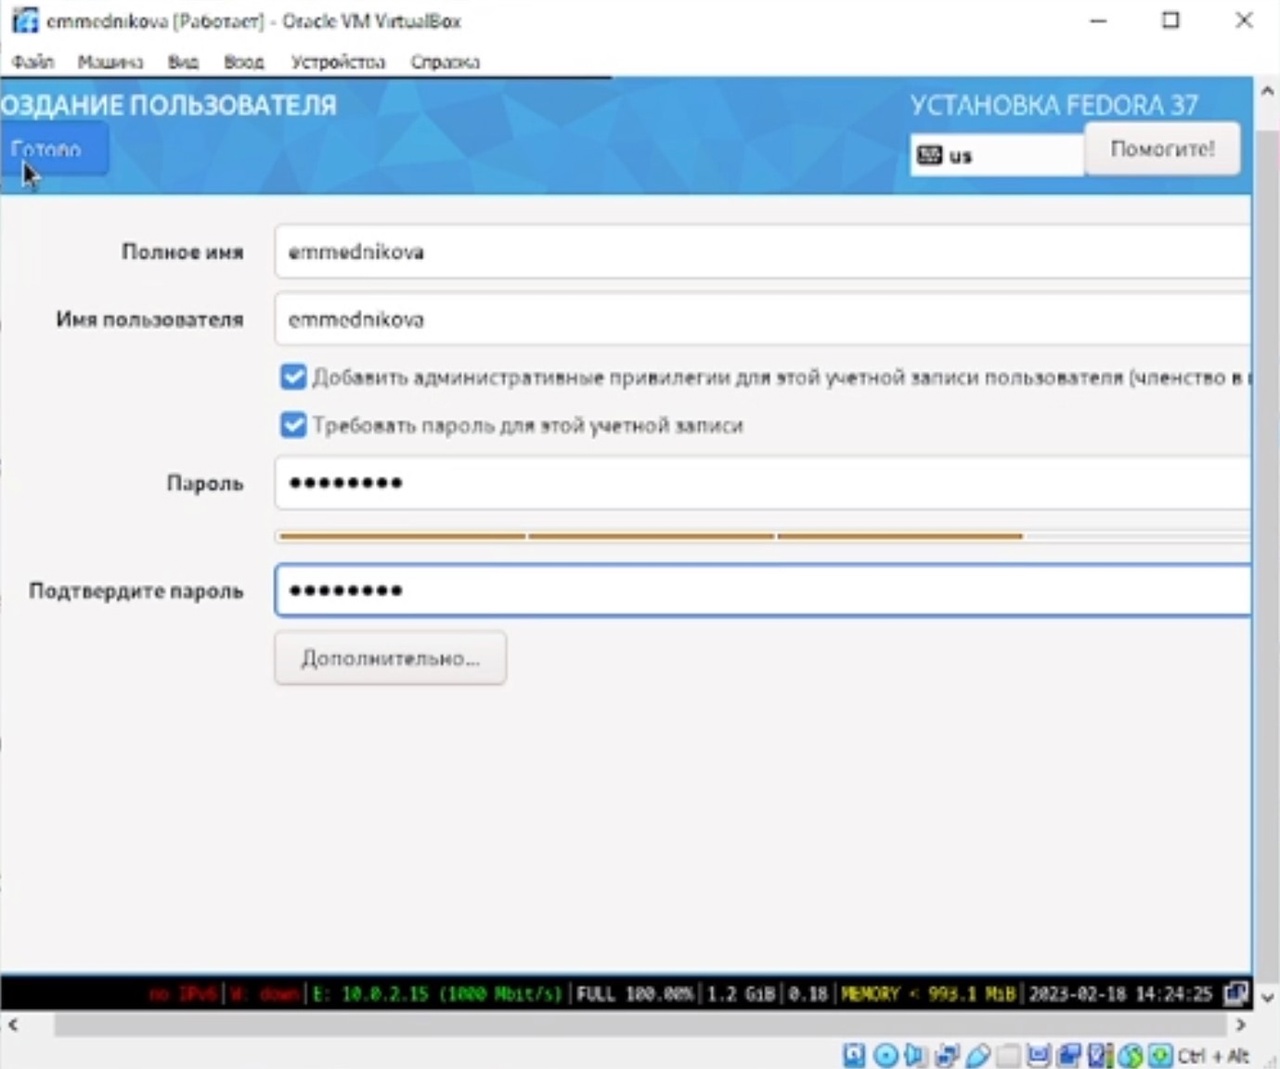 emmednikova [Работает] - Oracle VM VirtualBox
Файл Машина Вид Ввод Устройства Справка
ОЗДАНИЕ ПОЛЬЗОВАТЕЛЯ
УСТАНОВКА FEDORA 37
Готово
us
Помогите!
Полное имя
emmednikova
Имя пользователя
emmednikova
Добавить административные привилегии для этой учетной записи пользователя (членство в
Требовать пароль для этой учетной записи
Пароль
••••••••
Подтвердите пароль
••••••••
Дополнительно...
no IPv6|W: down|E: 10.0.2.15 (1000 Mbit/s)|FULL 100.00%|1.2 GiB|0.18|MEMORY < 993.1 MiB|2023-02-18 14:24:25
Ctrl + Alt